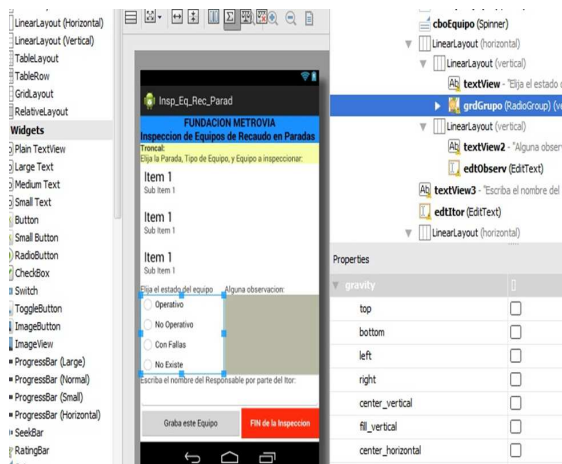 LinearLayout (Horizontal)
LinearLayout (Vertical)
TableLayout
TableRow
GridLayout
RelativeLayout
Widgets
Plain TextView
Large Text
Medium Text
Small Text
Button
Small Button
RadioButton
CheckBox
Switch
ToggleButton
ImageButton
ImageView
ProgressBar (Large)
ProgressBar (Normal)
ProgressBar (Small)
ProgressBar (Horizontal)
SeekBar
RatingBar
Insp_Eq_Rec_Parad
FUNDACION METROVIA
Inspeccion de Equipos de Recaudo en Paradas
Troncal:
Elija la Parada, Tipo de Equipo, y Equipo a inspeccionar:
Item 1
Sub Item 1
Item 1
Sub Item 1
Item 1
Sub Item 1
Elija el estado del equipo Alguna observacion:
Operativo
No Operativo
Con Fallas
No Existe
Escriba el nombre del Responsable por parte del Itor:
Graba este Equipo FIN de la Inspeccion
cboEquipo (Spinner)
LinearLayout (horizontal)
LinearLayout (vertical)
Ab textView - "Elija el estado
grdGrupo (RadioGroup) (ve
LinearLayout (vertical)
Ab textView2 - "Alguna obser
edtObserv (EditText)
Ab textView3 - "Escriba el nombre del
edtItor (EditText)
LinearLayout (horizontal)
Properties
gravity []
top
bottom
left
right
center_vertical
fill_vertical
center_horizontal